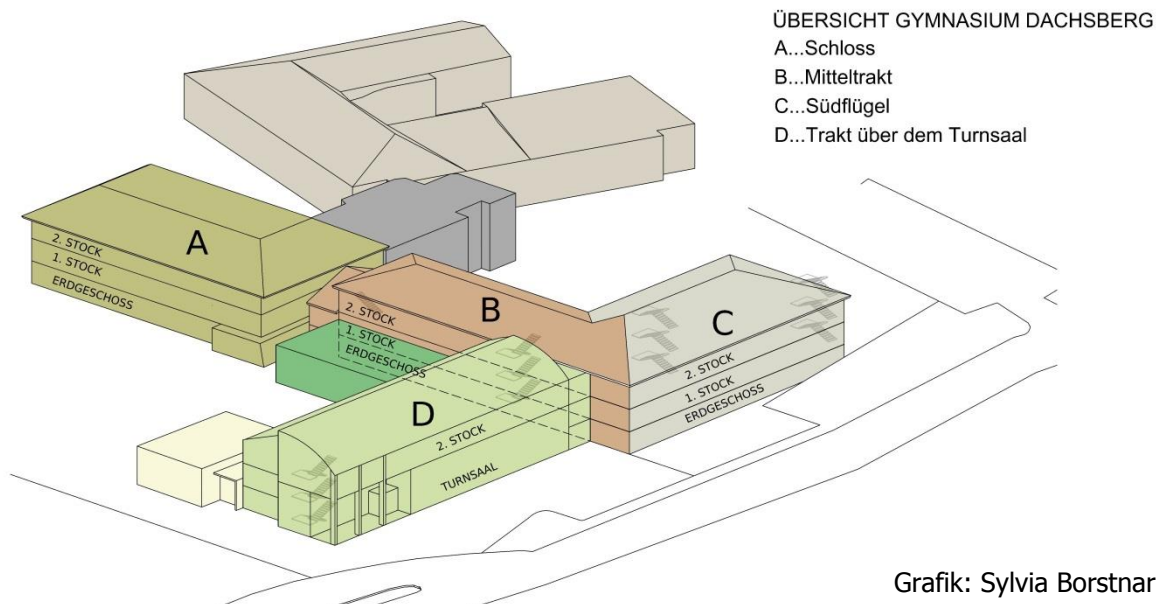 ÜBERSICHT GYMNASIUM DACHSBERG
A...Schloss
B...Mitteltrakt
C...Südflügel
D...Trakt über dem Turnsaal
A
2. STOCK
1. STOCK
ERDGESCHOSS
B
2. STOCK
1. STOCK
ERDGESCHOSS
C
2. STOCK
1. STOCK
ERDGESCHOSS
D
2. STOCK
TURNSAAL
Grafik: Sylvia Borstnar